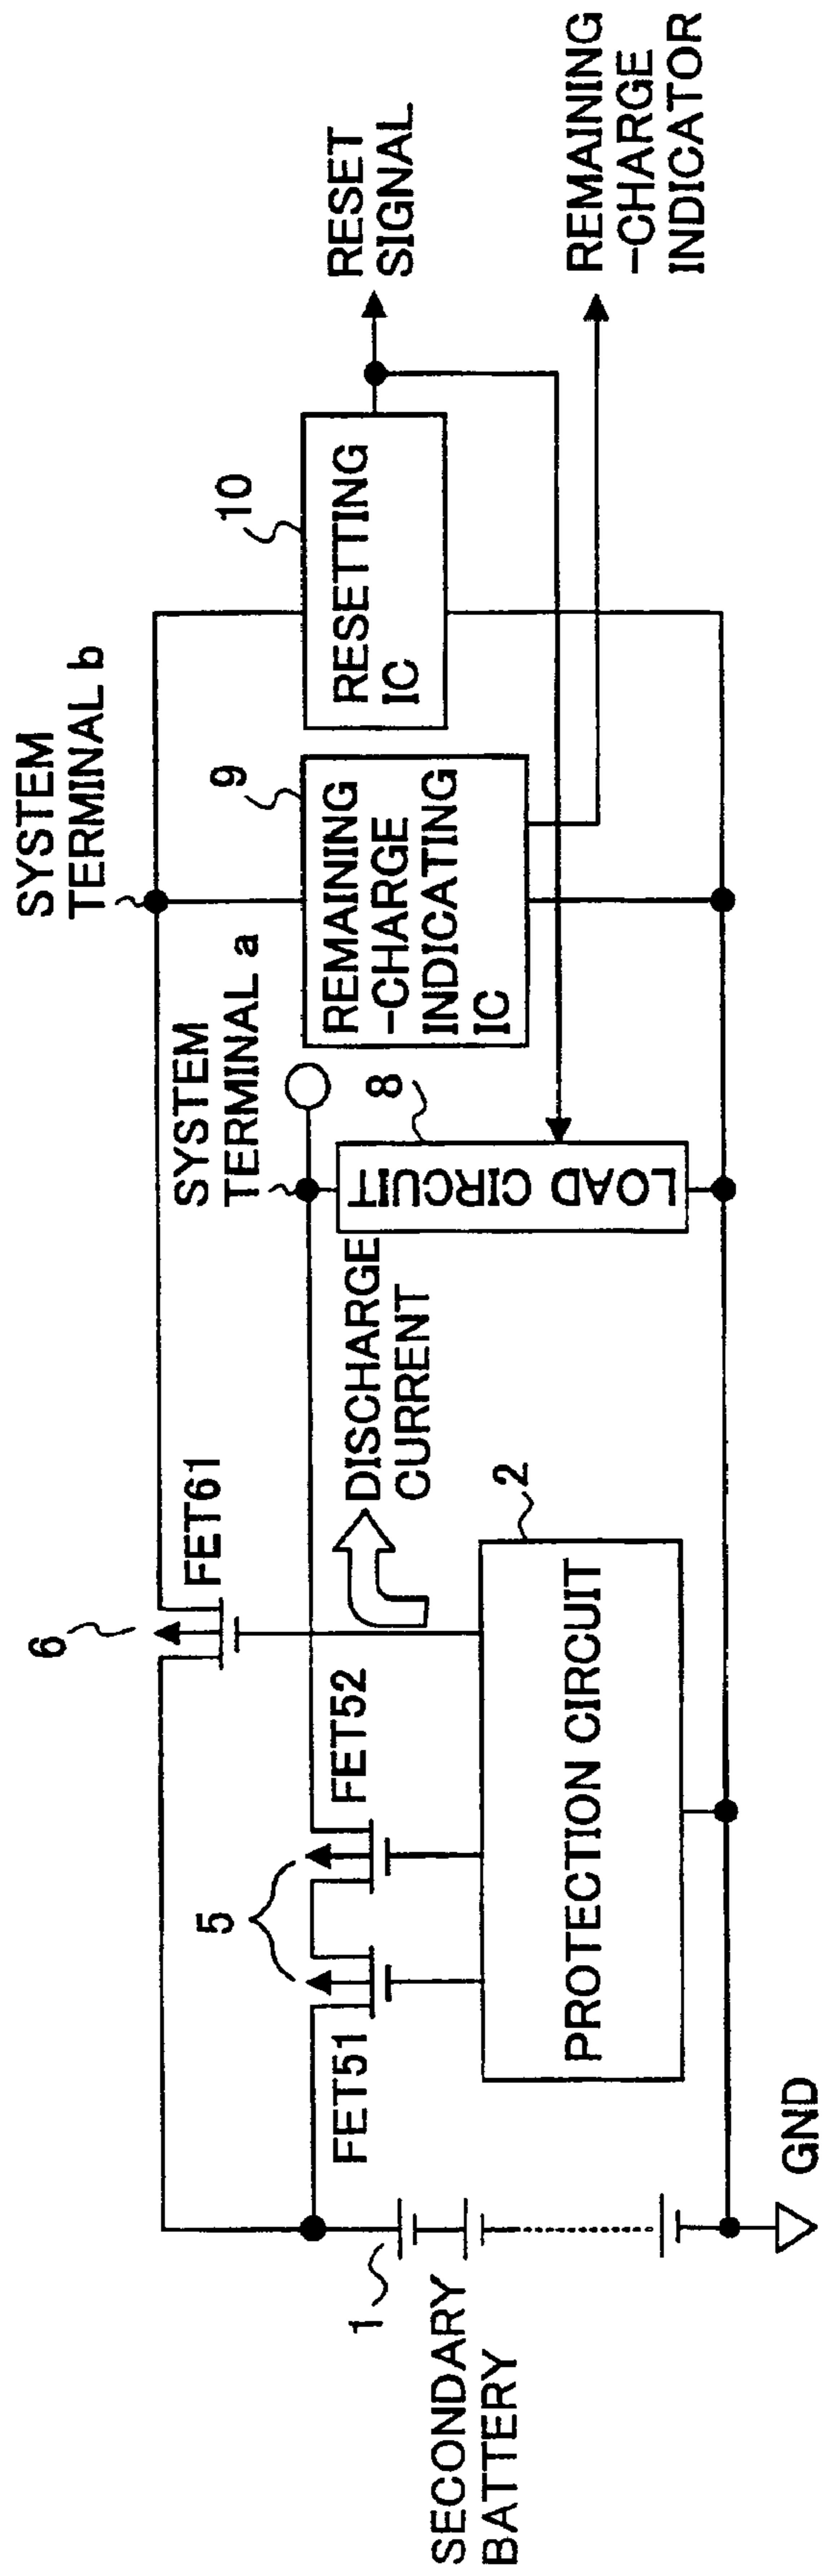 SYSTEM
TERMINAL b
6
FET61
SYSTEM
TERMINAL a
9
10
5
FET51
FET52
DISCHARGE
CURRENT
8
LOAD CIRCUIT
REMAINING
-CHARGE
INDICATING
IC
RESETTING
IC
RESET
SIGNAL
1
SECONDARY
BATTERY
2
PROTECTION CIRCUIT
REMAINING
-CHARGE
INDICATOR
GND